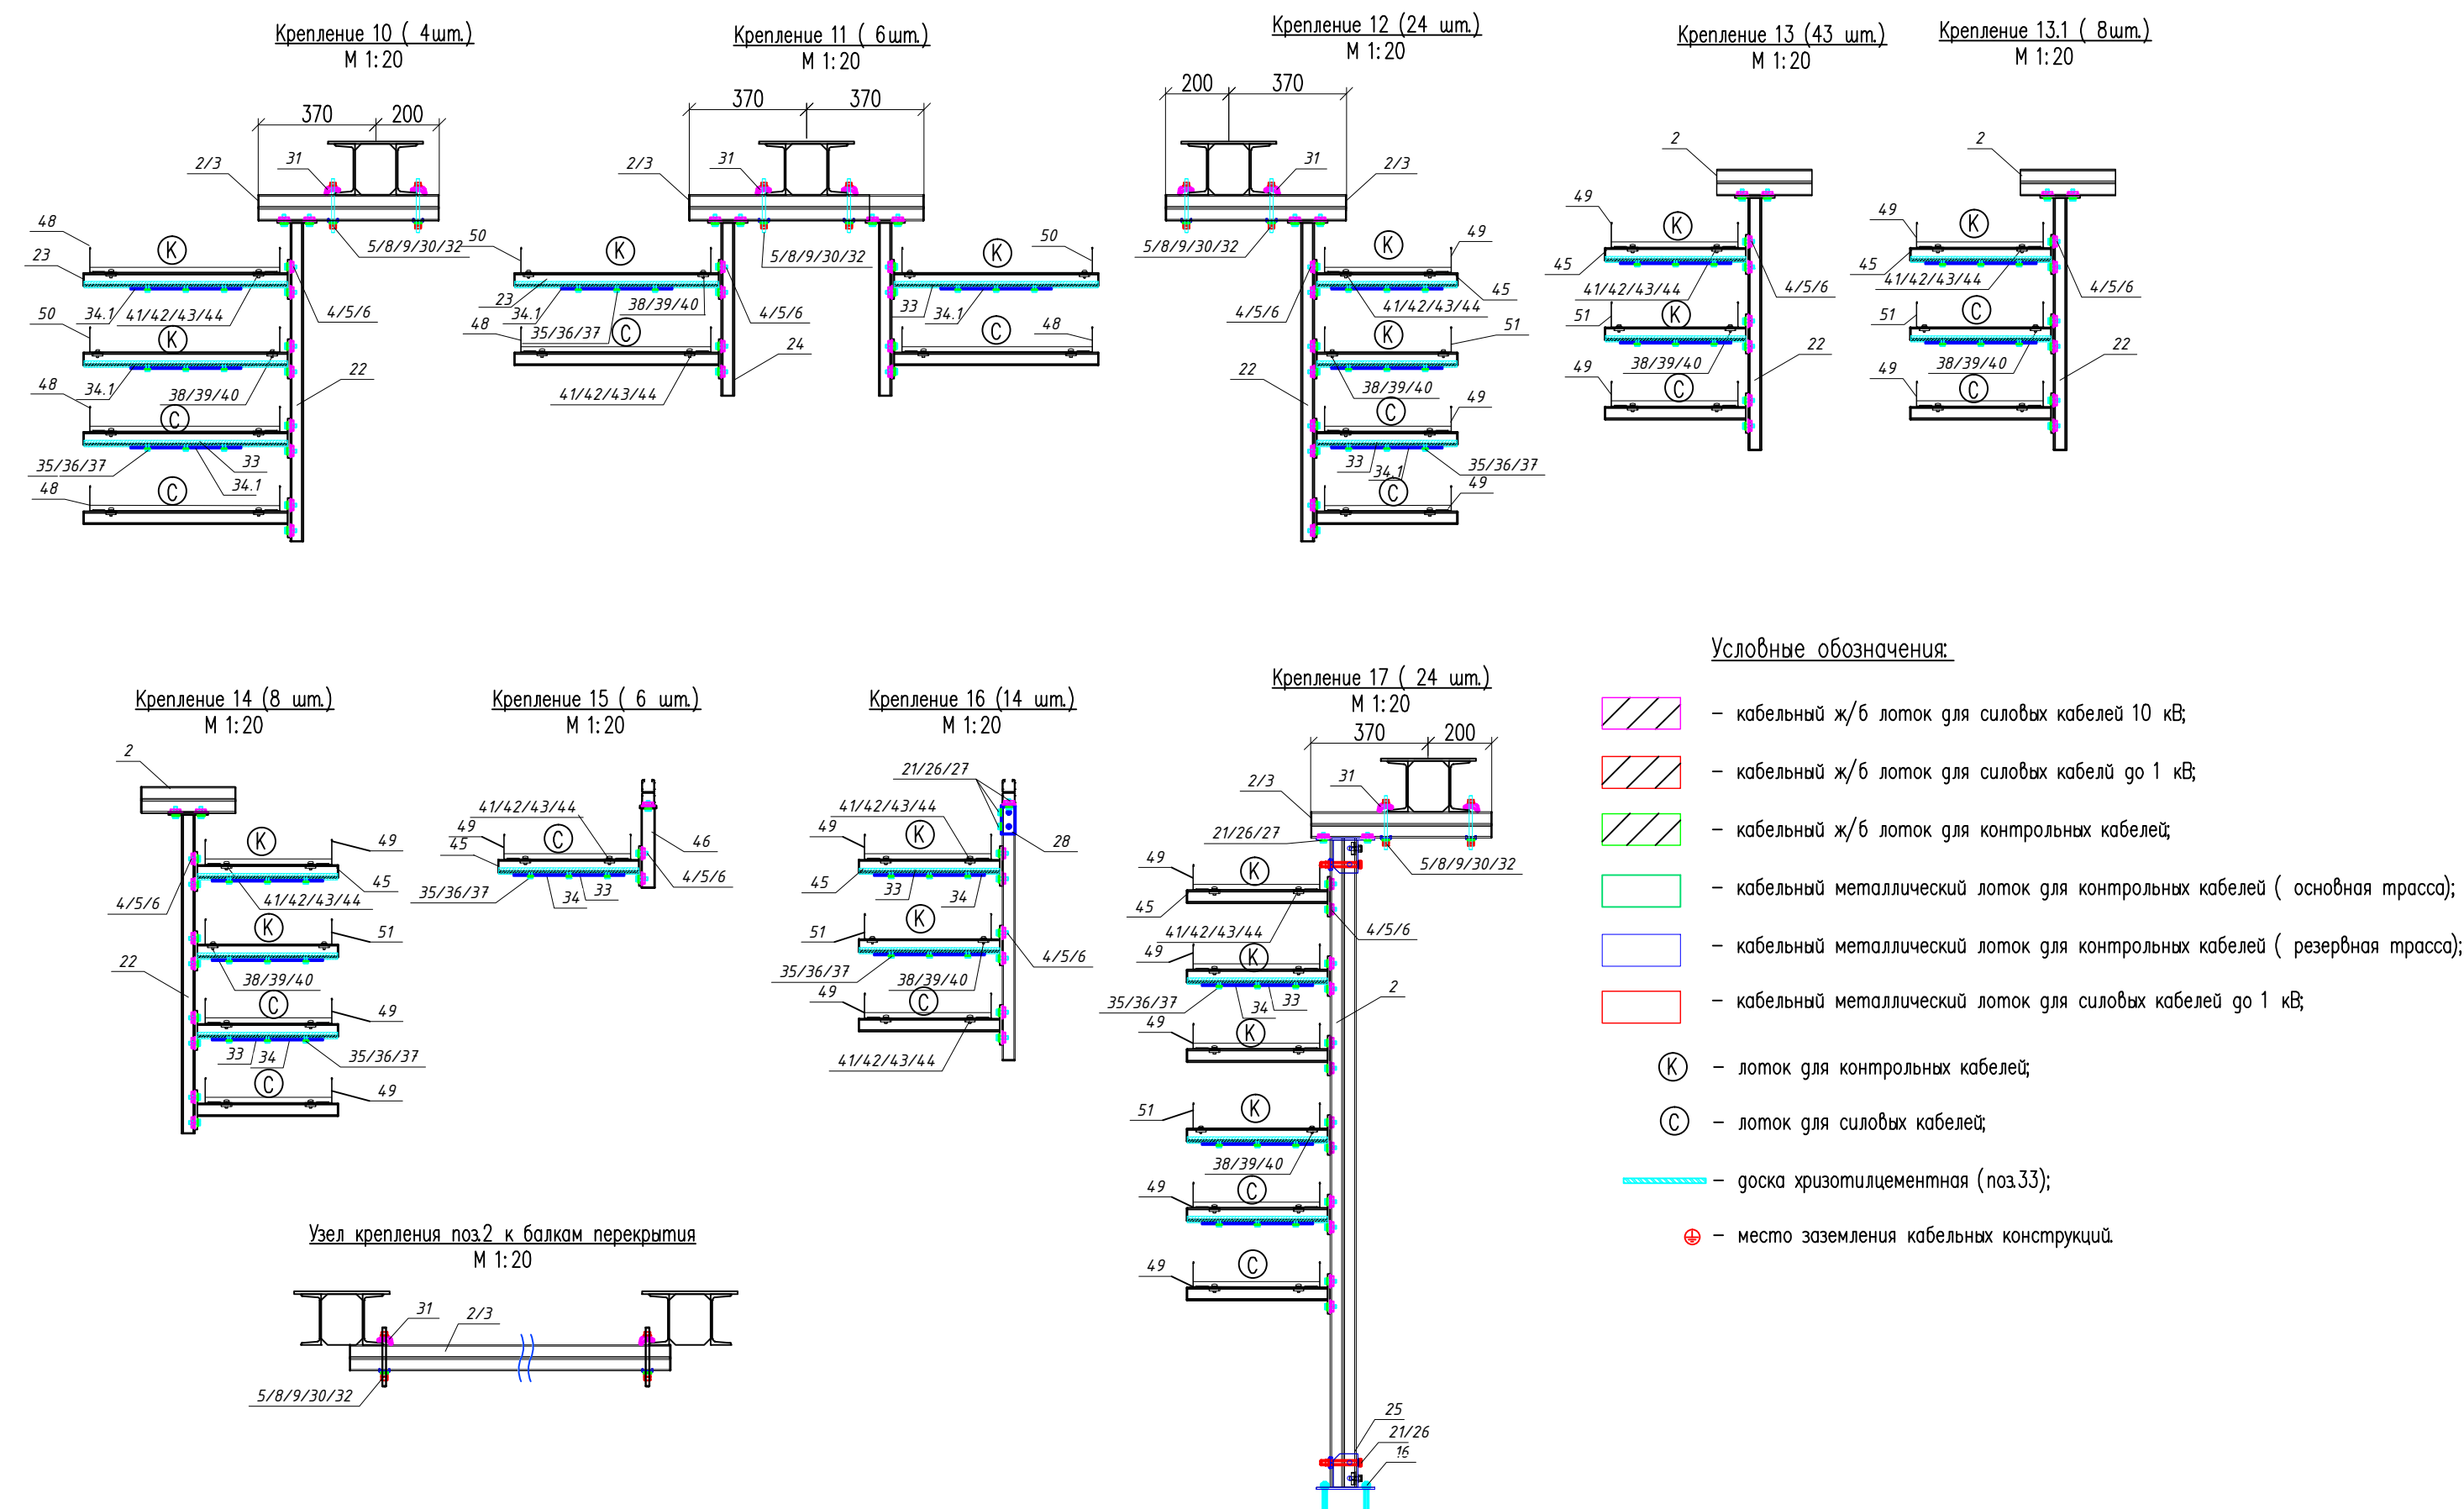 Крепление 10 ( 4шт.)
М 1:20
370
200
2/3
31
48
23
К
5/8/9/30/32
34.1
41/42/43/44
4/5/6
50
К
34.1
38/39/40
22
48
С
35/36/37
33
34.1
48
С
Крепление 11 ( 6шт.)
М 1:20
370
370
2/3
31
50
К
5/8/9/30/32
К
50
23
34.1
38/39/40
35/36/37
4/5/6
33
34.1
48
С
24
С
48
41/42/43/44
Крепление 12 (24 шт.)
М 1:20
200
370
31
2/3
5/8/9/30/32
К
49
45
4/5/6
41/42/43/44
К
51
22
38/39/40
С
49
33
34.1
35/36/37
С
49
Крепление 13 (43 шт.)
М 1:20
2
49
К
45
41/42/43/44
4/5/6
51
К
38/39/40
22
49
С
Крепление 13.1 ( 8шт.)
М 1:20
2
49
К
45
41/42/43/44
4/5/6
51
С
38/39/40
22
49
С
Крепление 14 (8 шт.)
М 1:20
2
К
49
45
4/5/6
41/42/43/44
К
51
22
38/39/40
С
49
33
34
35/36/37
С
49
Крепление 15 ( 6 шт.)
М 1:20
41/42/43/44
49
45
С
46
35/36/37
34
33
4/5/6
Крепление 16 (14 шт.)
М 1:20
21/26/27
41/42/43/44
49
К
28
45
33
34
51
К
35/36/37
38/39/40
4/5/6
49
С
41/42/43/44
Крепление 17 ( 24 шт.)
М 1:20
370
200
2/3
31
21/26/27
5/8/9/30/32
49
К
45
41/42/43/44
4/5/6
49
К
35/36/37
34
33
2
49
К
51
К
38/39/40
49
С
49
С
25
21/26
16
Узел крепления поз.2 к балкам перекрытия
М 1:20
31
2/3
5/8/9/30/32
Условные обозначения:
– кабельный ж/б лоток для силовых кабелей 10 кВ;
– кабельный ж/б лоток для силовых кабелй до 1 кВ;
– кабельный ж/б лоток для контрольных кабелей;
– кабельный металлический лоток для контрольных кабелей ( основная трасса);
– кабельный металлический лоток для контрольных кабелей ( резервная трасса);
– кабельный металлический лоток для силовых кабелей до 1 кВ;
К – лоток для контрольных кабелей;
С – лоток для силовых кабелей;
– доска хризотилцементная (поз.33);
– место заземления кабельных конструкций.